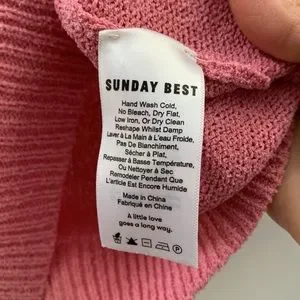 SUNDAY BEST
Hand Wash Cold,
No Bleach, Dry Flat,
Low Iron, Or Dry Clean
Reshape Whilst Damp
Laver À La Main À L'eau Froide,
Pas De Blanchiment,
Sécher À Plat,
Repasser À Basse Température,
Ou Nettoyer À Sec
Remodeler Pendant Que
L'article Est Encore Humide
Made in China
Fabriqué en Chine
A little love
goes a long way.